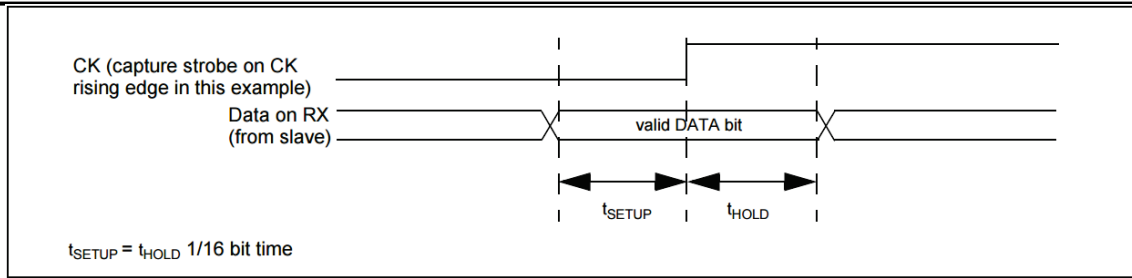 CK (capture strobe on CK
rising edge in this example)
Data on RX
(from slave)
valid DATA bit
tSETUP
tHOLD
tSETUP = tHOLD 1/16 bit time